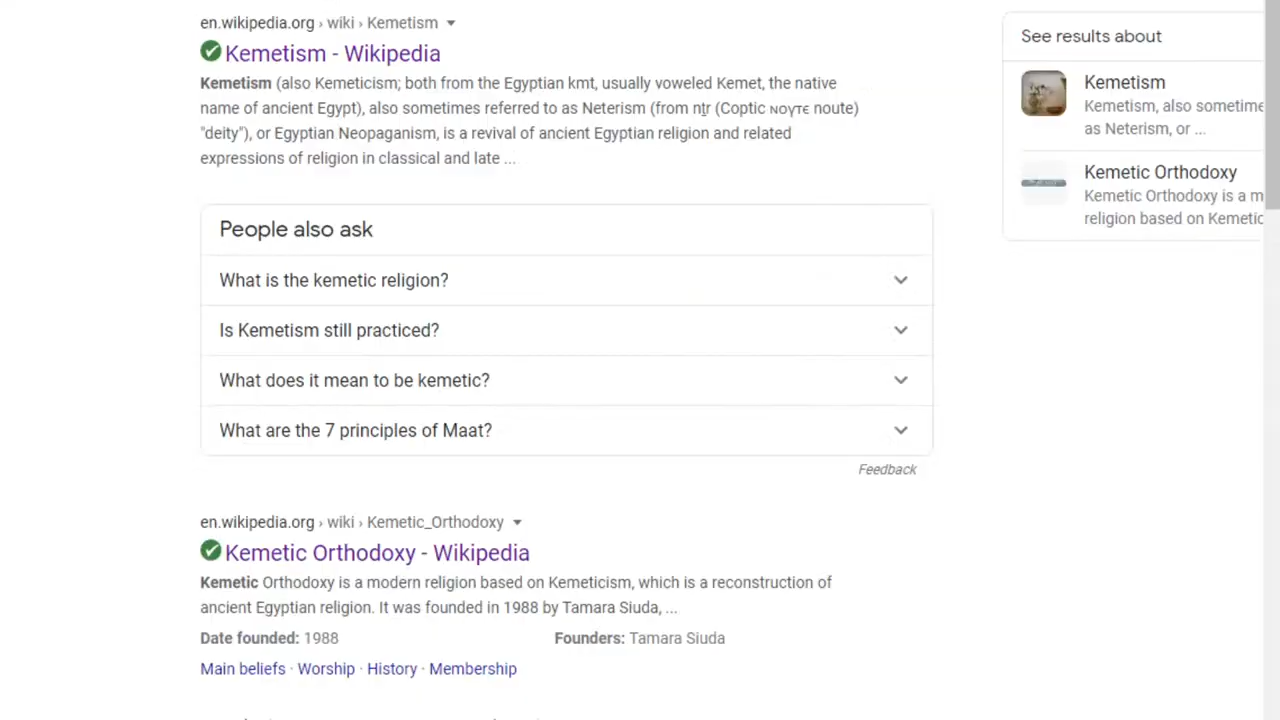 en.wikipedia.org › wiki › Kemetism
Kemetism - Wikipedia
Kemetism (also Kemeticism; both from the Egyptian kmt, usually voweled Kemet, the native
name of ancient Egypt), also sometimes referred to as Neterism (from nṯr (Coptic ⲛⲟⲩⲧⲉ noute)
"deity"), or Egyptian Neopaganism, is a revival of ancient Egyptian religion and related
expressions of religion in classical and late ...
People also ask
What is the kemetic religion?
Is Kemetism still practiced?
What does it mean to be kemetic?
What are the 7 principles of Maat?
Feedback
en.wikipedia.org › wiki › Kemetic_Orthodoxy
Kemetic Orthodoxy - Wikipedia
Kemetic Orthodoxy is a modern religion based on Kemeticism, which is a reconstruction of
ancient Egyptian religion. It was founded in 1988 by Tamara Siuda, ...
Date founded: 1988 Founders: Tamara Siuda
Main beliefs · Worship · History · Membership
See results about
Kemetism
Kemetism, also sometime
as Neterism, or ...
Kemetic Orthodoxy
Kemetic Orthodoxy is a m
religion based on Kemetic